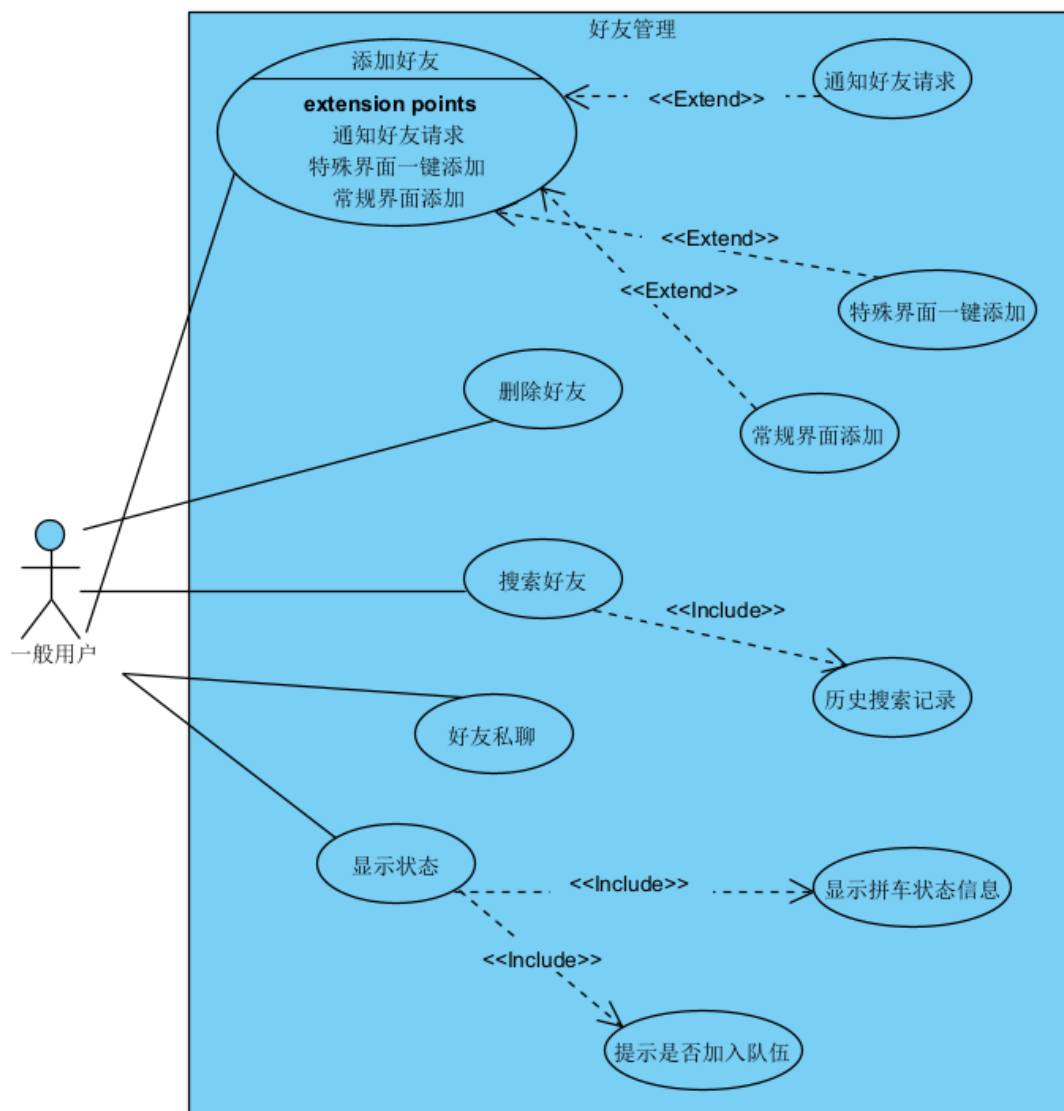 好友管理
添加好友
extension points
通知好友请求
特殊界面一键添加
常规界面添加
<<Extend>>
通知好友请求
<<Extend>>
特殊界面一键添加
<<Extend>>
常规界面添加
删除好友
搜索好友
<<Include>>
历史搜索记录
一般用户
好友私聊
显示状态
<<Include>>
显示拼车状态信息
<<Include>>
提示是否加入队伍